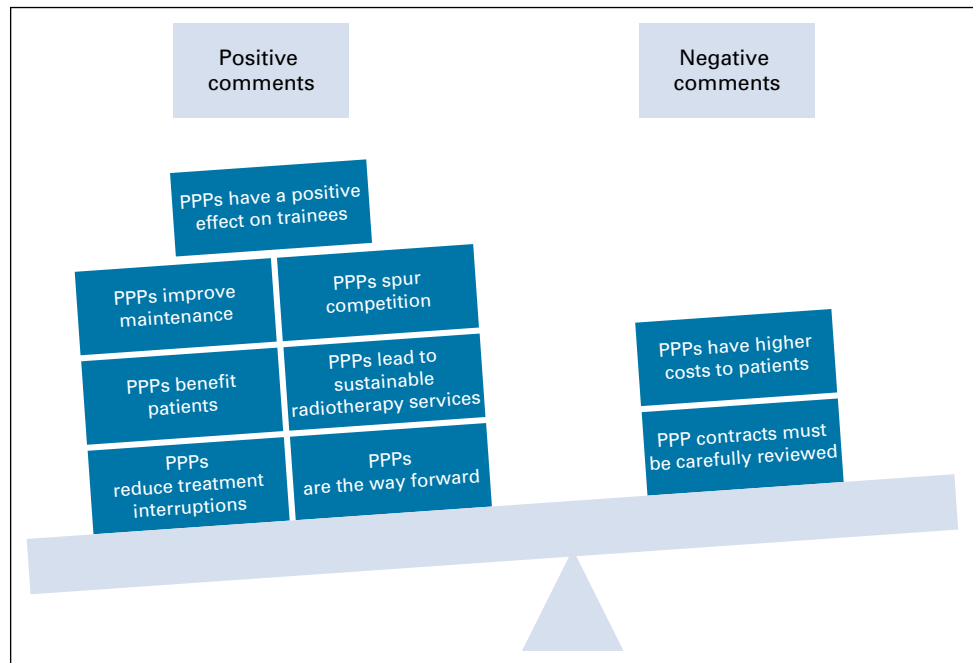 Positive
comments
Negative
comments
PPPs have a positive
effect on trainees
PPPs improve
maintenance
PPPs spur
competition
PPPs benefit
patients
PPPs lead to
sustainable
radiotherapy services
PPPs
reduce treatment
interruptions
PPPs
are the way forward
PPPs have higher
costs to patients
PPP contracts must
be carefully reviewed